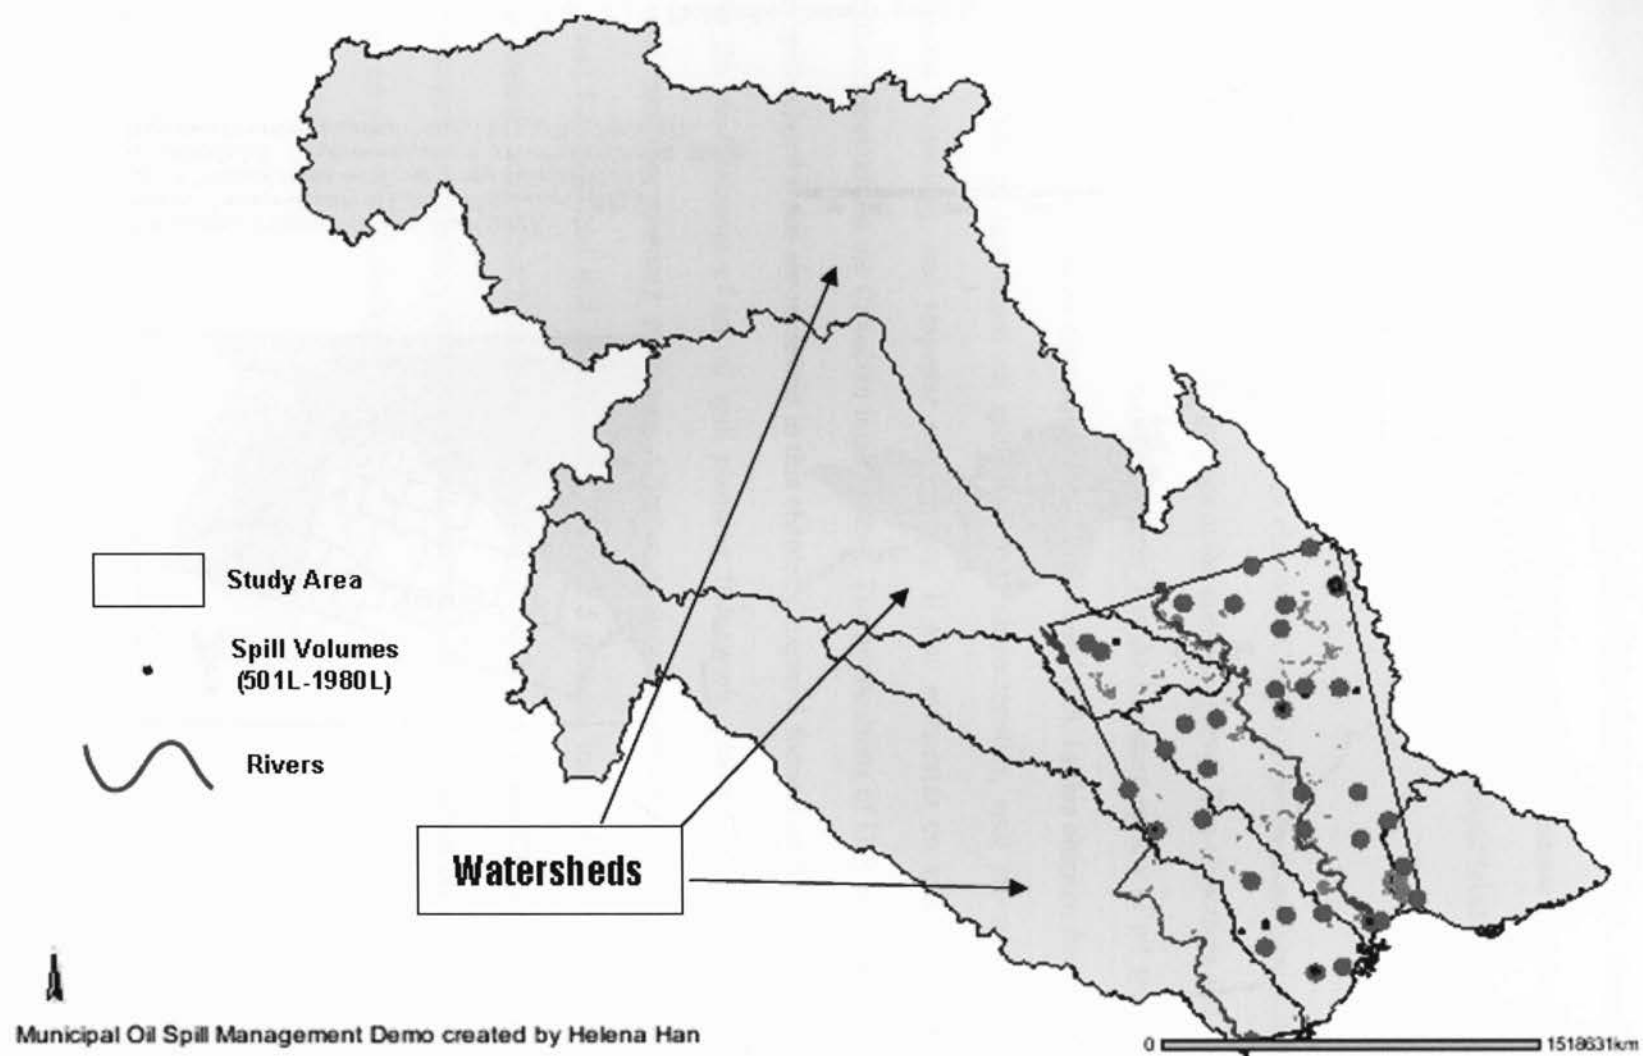 Study Area
Spill Volumes
(501L-1980L)
Rivers
Watersheds
Municipal Oil Spill Management Demo created by Helena Han
0
1518631km